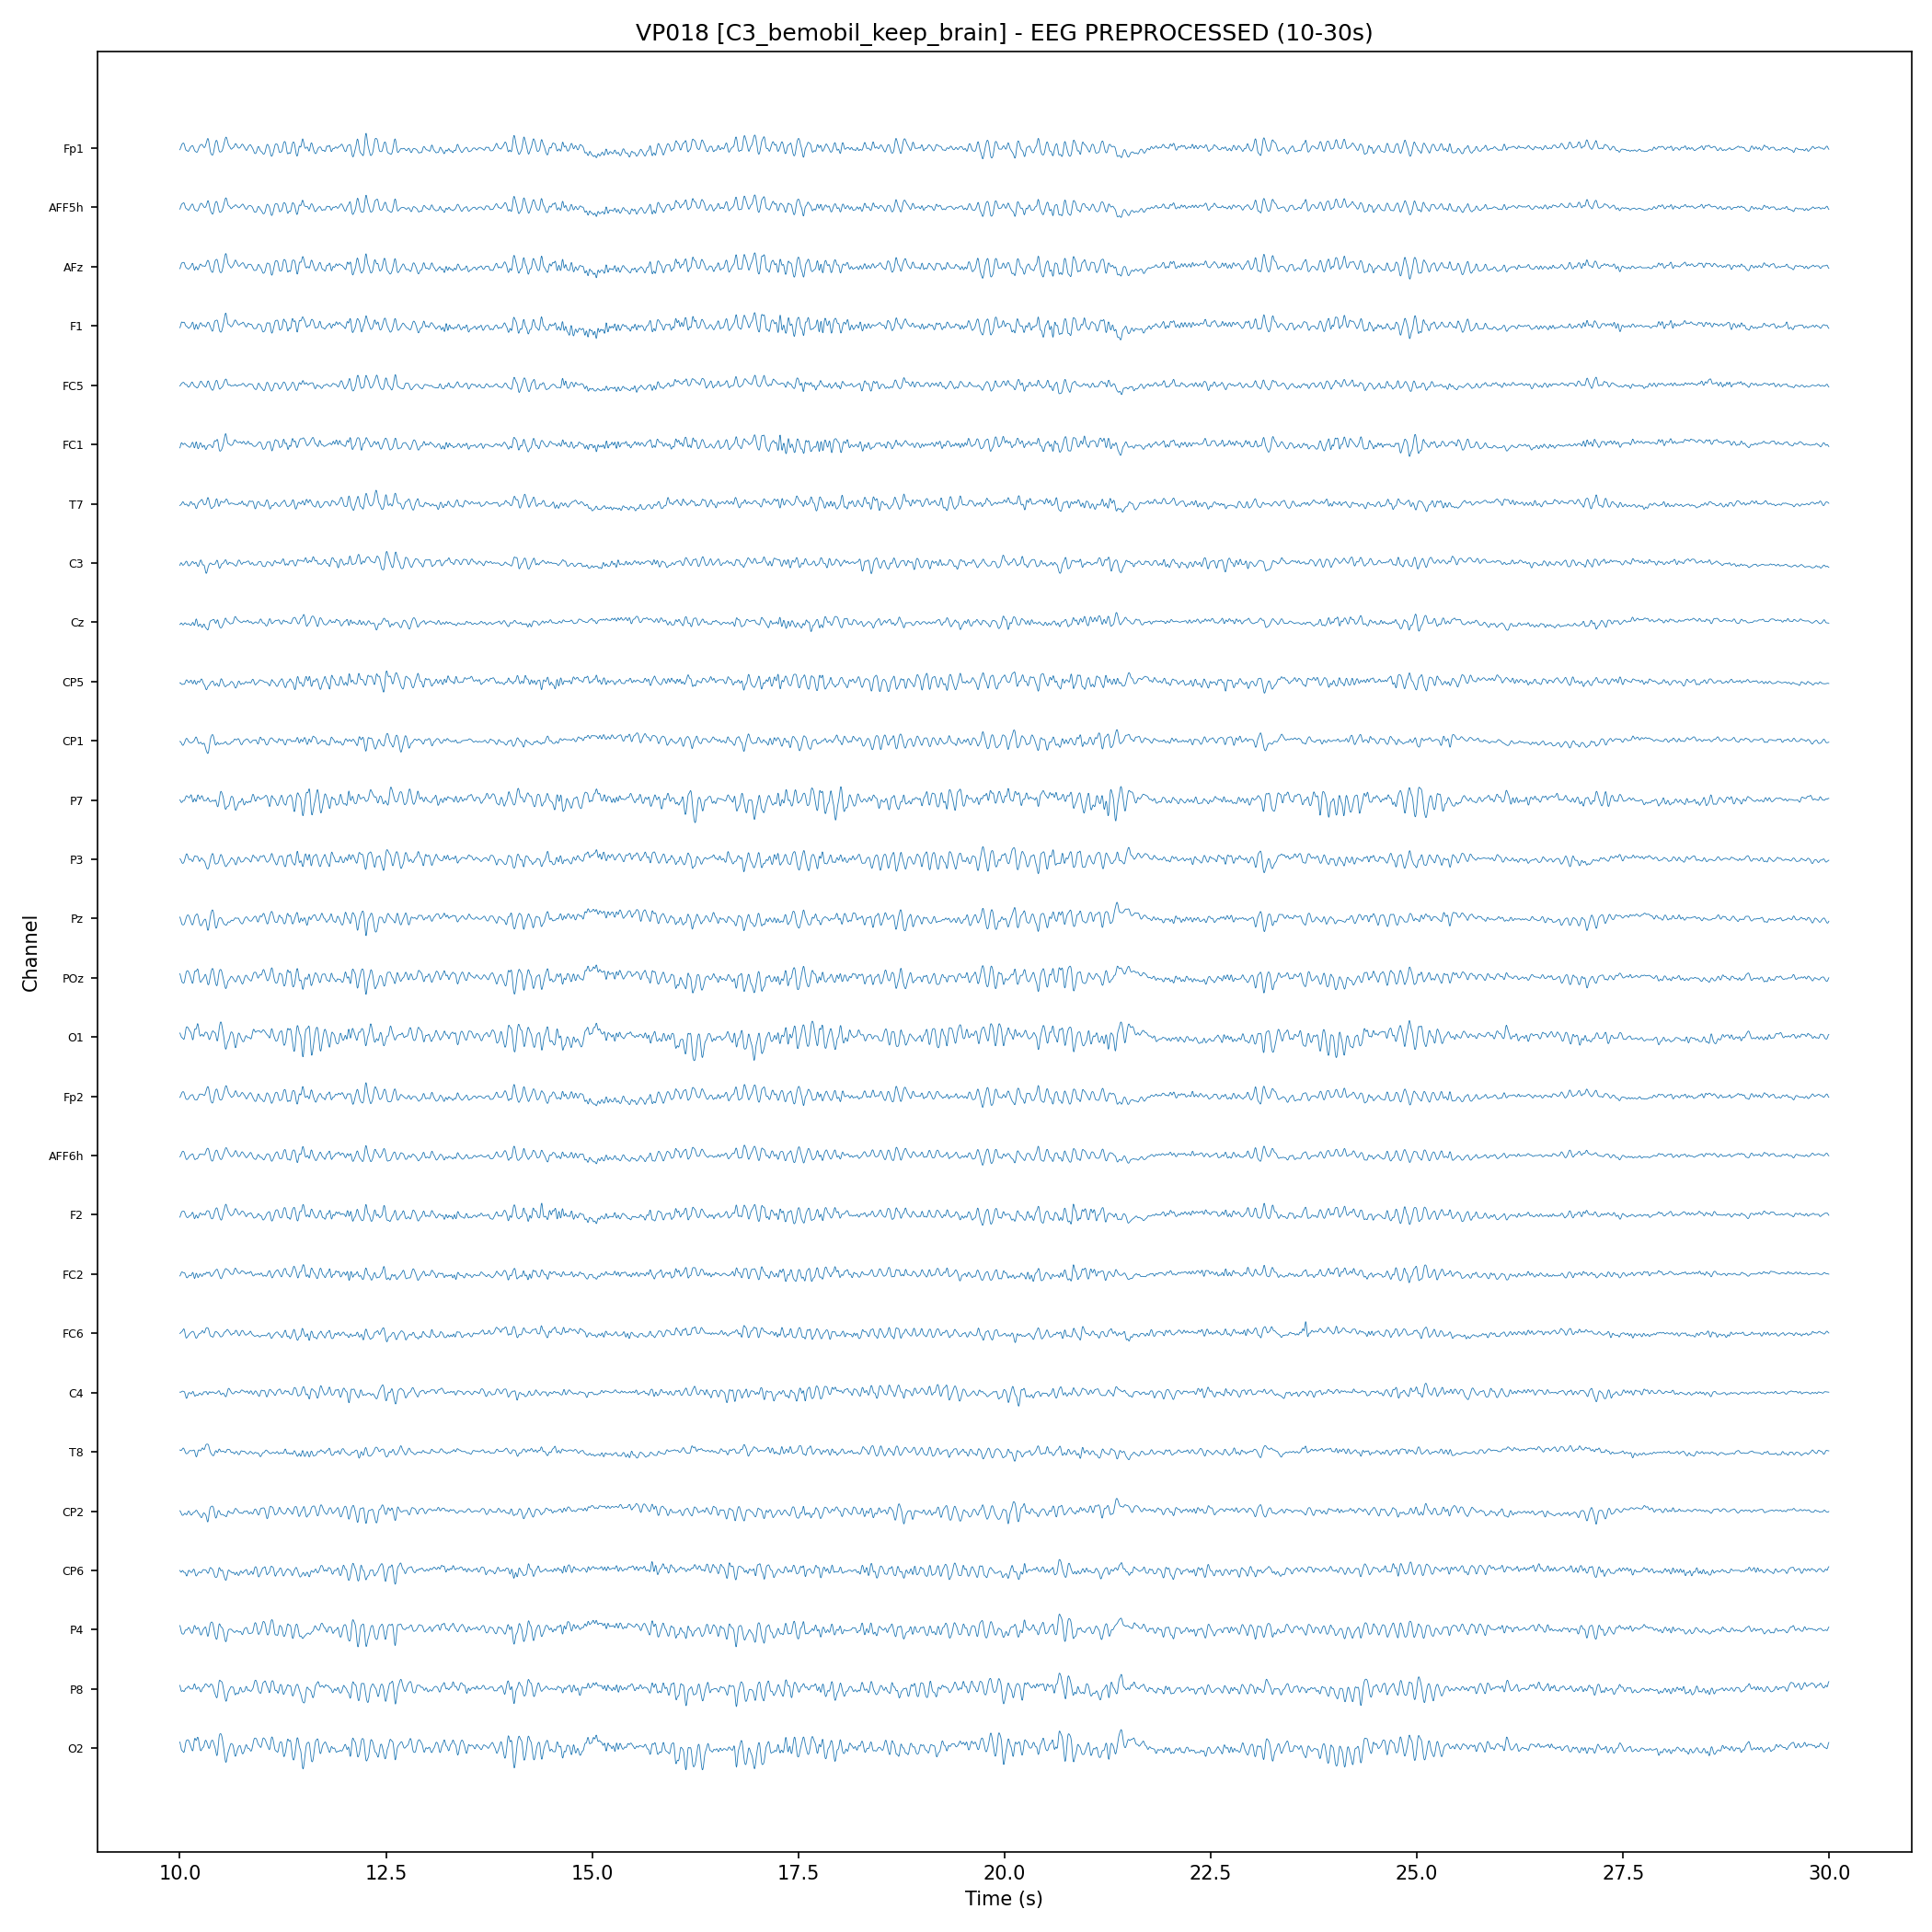 VP018 [C3_bemobil_keep_brain] - EEG PREPROCESSED (10-30s)
Fp1
AFF5h
AFz
F1
FC5
FC1
T7
C3
Cz
CP5
CP1
P7
P3
Pz
POz
O1
Fp2
AFF6h
F2
FC2
FC6
C4
T8
CP2
CP6
P4
P8
O2
Channel
10.0 12.5 15.0 17.5 20.0 22.5 25.0 27.5 30.0
Time (s)